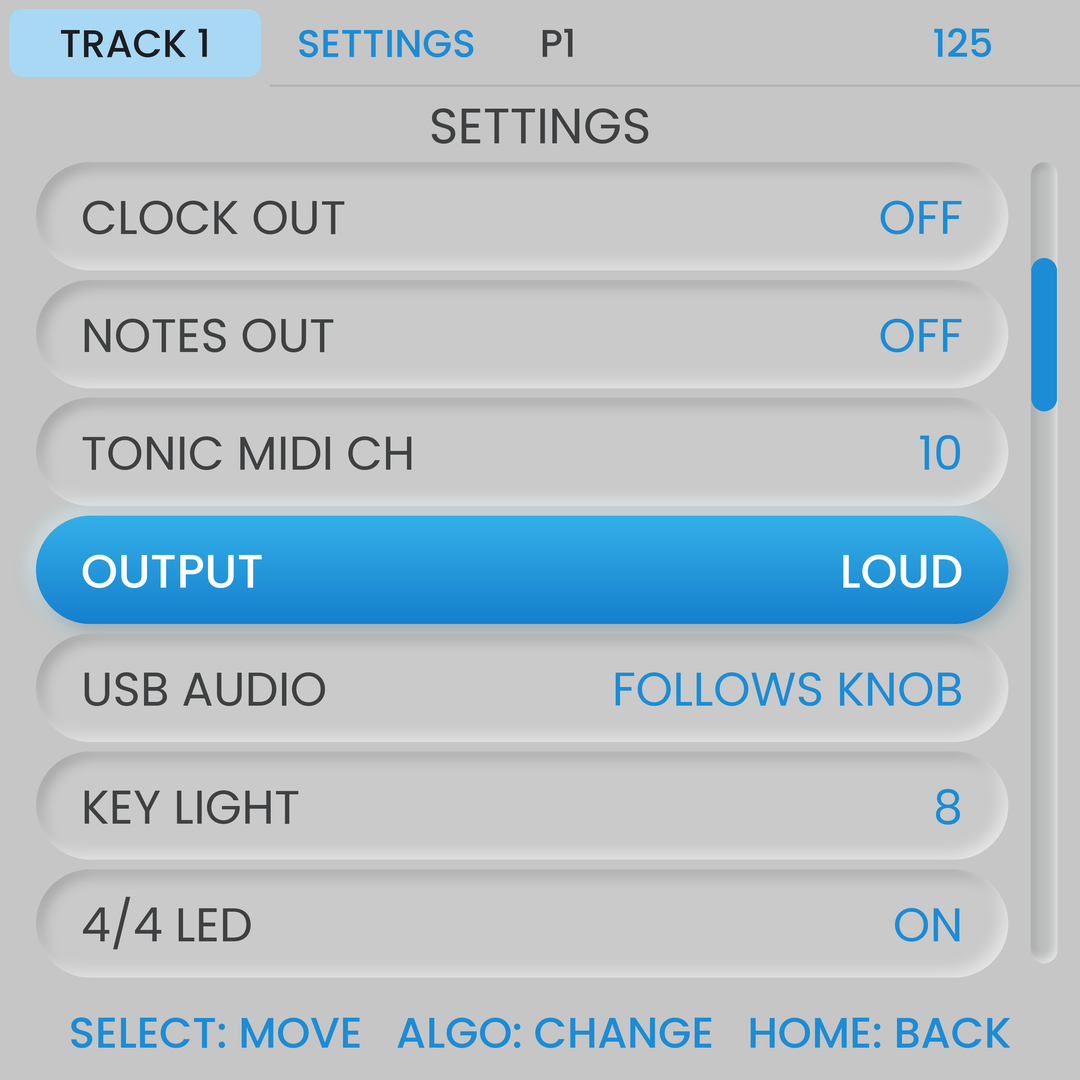 TRACK 1 SETTINGS P1 125
SETTINGS
CLOCK OUT OFF
NOTES OUT OFF
TONIC MIDI CH 10
OUTPUT LOUD
USB AUDIO FOLLOWS KNOB
KEY LIGHT 8
4/4 LED ON
SELECT: MOVE ALGO: CHANGE HOME: BACK